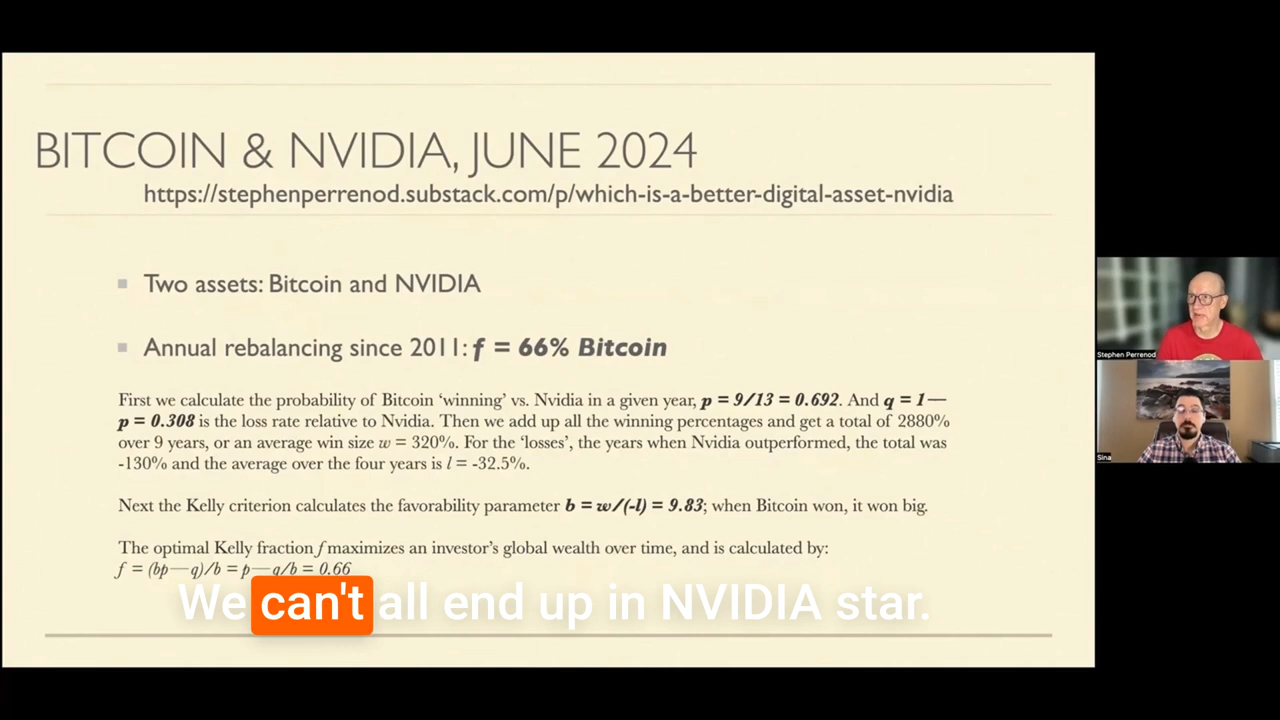 BITCOIN & NVIDIA, JUNE 2024
https://stephenperrenod.substack.com/p/which-is-a-better-digital-asset-nvidia
Two assets: Bitcoin and NVIDIA
Annual rebalancing since 2011: f = 66% Bitcoin
First we calculate the probability of Bitcoin ‘winning’ vs. Nvidia in a given year, p = 9/13 = 0.692. And q = 1—
p = 0.308 is the loss rate relative to Nvidia. Then we add up all the winning percentages and get a total of 2880%
over 9 years, or an average win size w = 320%. For the ‘losses’, the years when Nvidia outperformed, the total was
-130% and the average over the four years is l = -32.5%.
Next the Kelly criterion calculates the favorability parameter b = w/(-l) = 9.83; when Bitcoin won, it won big.
The optimal Kelly fraction f maximizes an investor’s global wealth over time, and is calculated by:
f = (bp—q)/b = p—q/b = 0.66
We can't all end up in NVIDIA star.
Stephen Perrenod
Sina